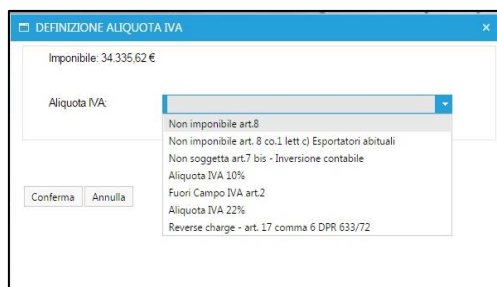 DEFINIZIONE ALIQUOTA IVA
Imponibile: 34.335,62 €
Aliquota IVA:
Non imponibile art.8
Non imponibile art. 8 co.1 lett c) Esportatori abituali
Non soggetta art.7 bis - Inversione contabile
Aliquota IVA 10%
Fuori Campo IVA art.2
Aliquota IVA 22%
Reverse charge - art. 17 comma 6 DPR 633/72
Conferma Annulla